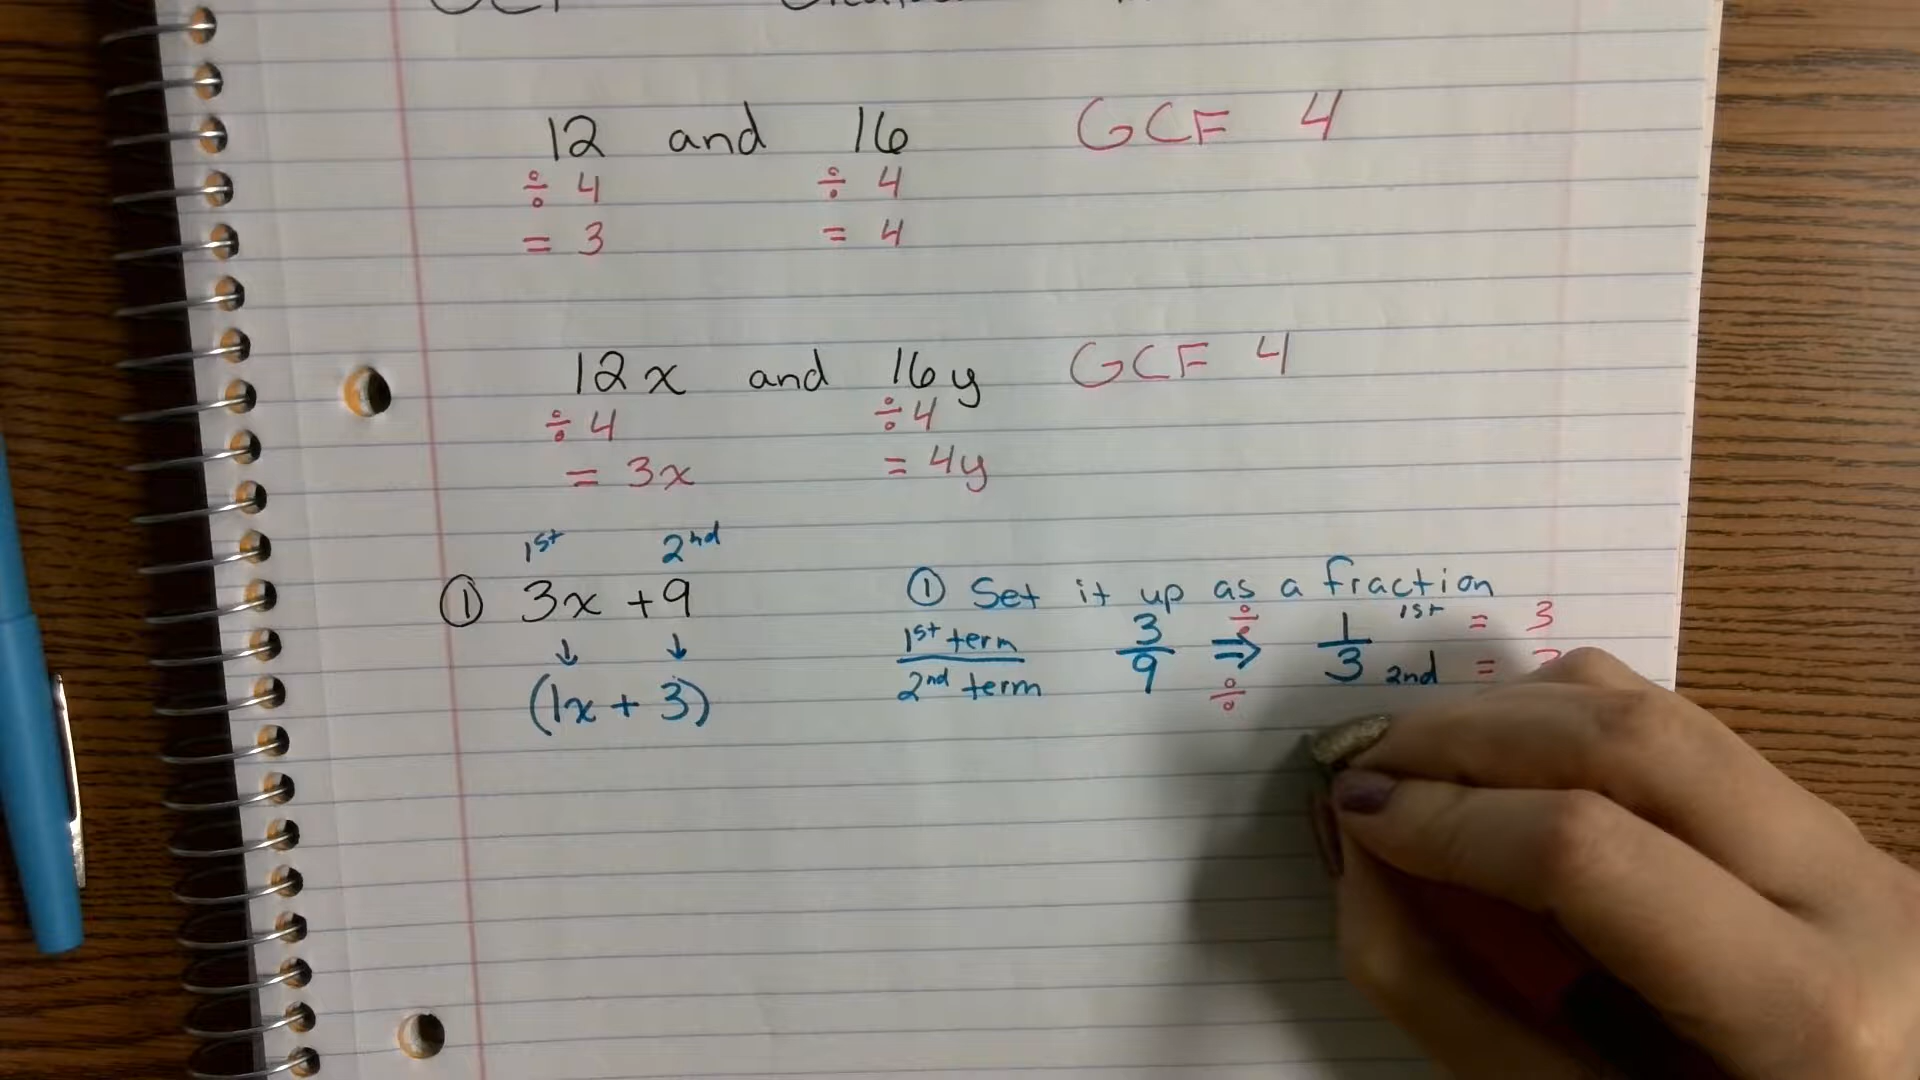 12 and 16 GCF 4
÷ 4 ÷ 4
= 3 = 4
12x and 16y GCF 4
÷ 4 ÷ 4
= 3x = 4y
1st 2nd
① 3x + 9
↓ ↓
(1x + 3)
① Set it up as a fraction
1st term 3 ÷ 1 1st = 3
⇒
2nd term 9 ÷ 3 2nd =